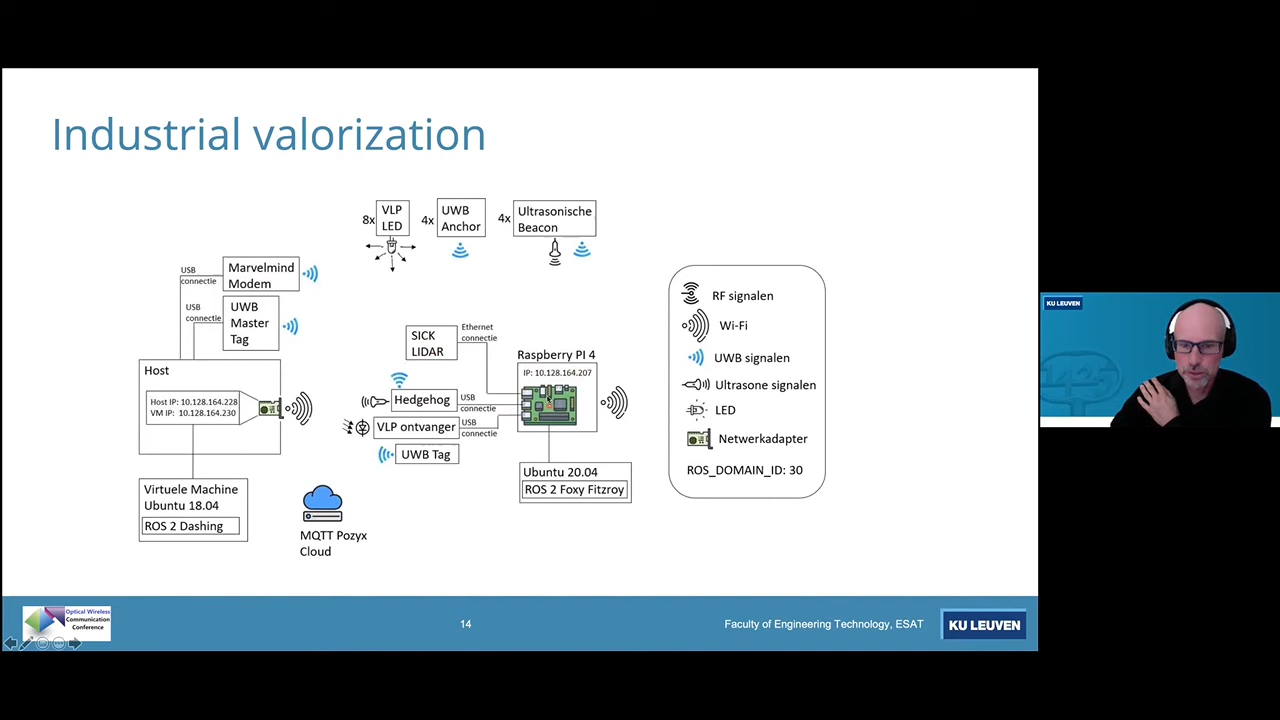 Industrial valorization
8x
VLP
LED
4x
UWB
Anchor
4x
Ultrasonische
Beacon
USB
connectie
Marvelmind
Modem
USB
connectie
UWB
Master
Tag
Host
Host IP: 10.128.164.228
VM IP: 10.128.164.230
Virtuele Machine
Ubuntu 18.04
ROS 2 Dashing
MQTT Pozyx
Cloud
SICK
LIDAR
Ethernet
connectie
Hedgehog
USB
connectie
VLP ontvanger
USB
connectie
UWB Tag
Raspberry PI 4
IP: 10.128.164.207
Ubuntu 20.04
ROS 2 Foxy Fitzroy
RF signalen
Wi-Fi
UWB signalen
Ultrasone signalen
LED
Netwerkadapter
ROS_DOMAIN_ID: 30
Optical Wireless
Communication
Conference
14
Faculty of Engineering Technology, ESAT
KU LEUVEN
KU LEUVEN
1425